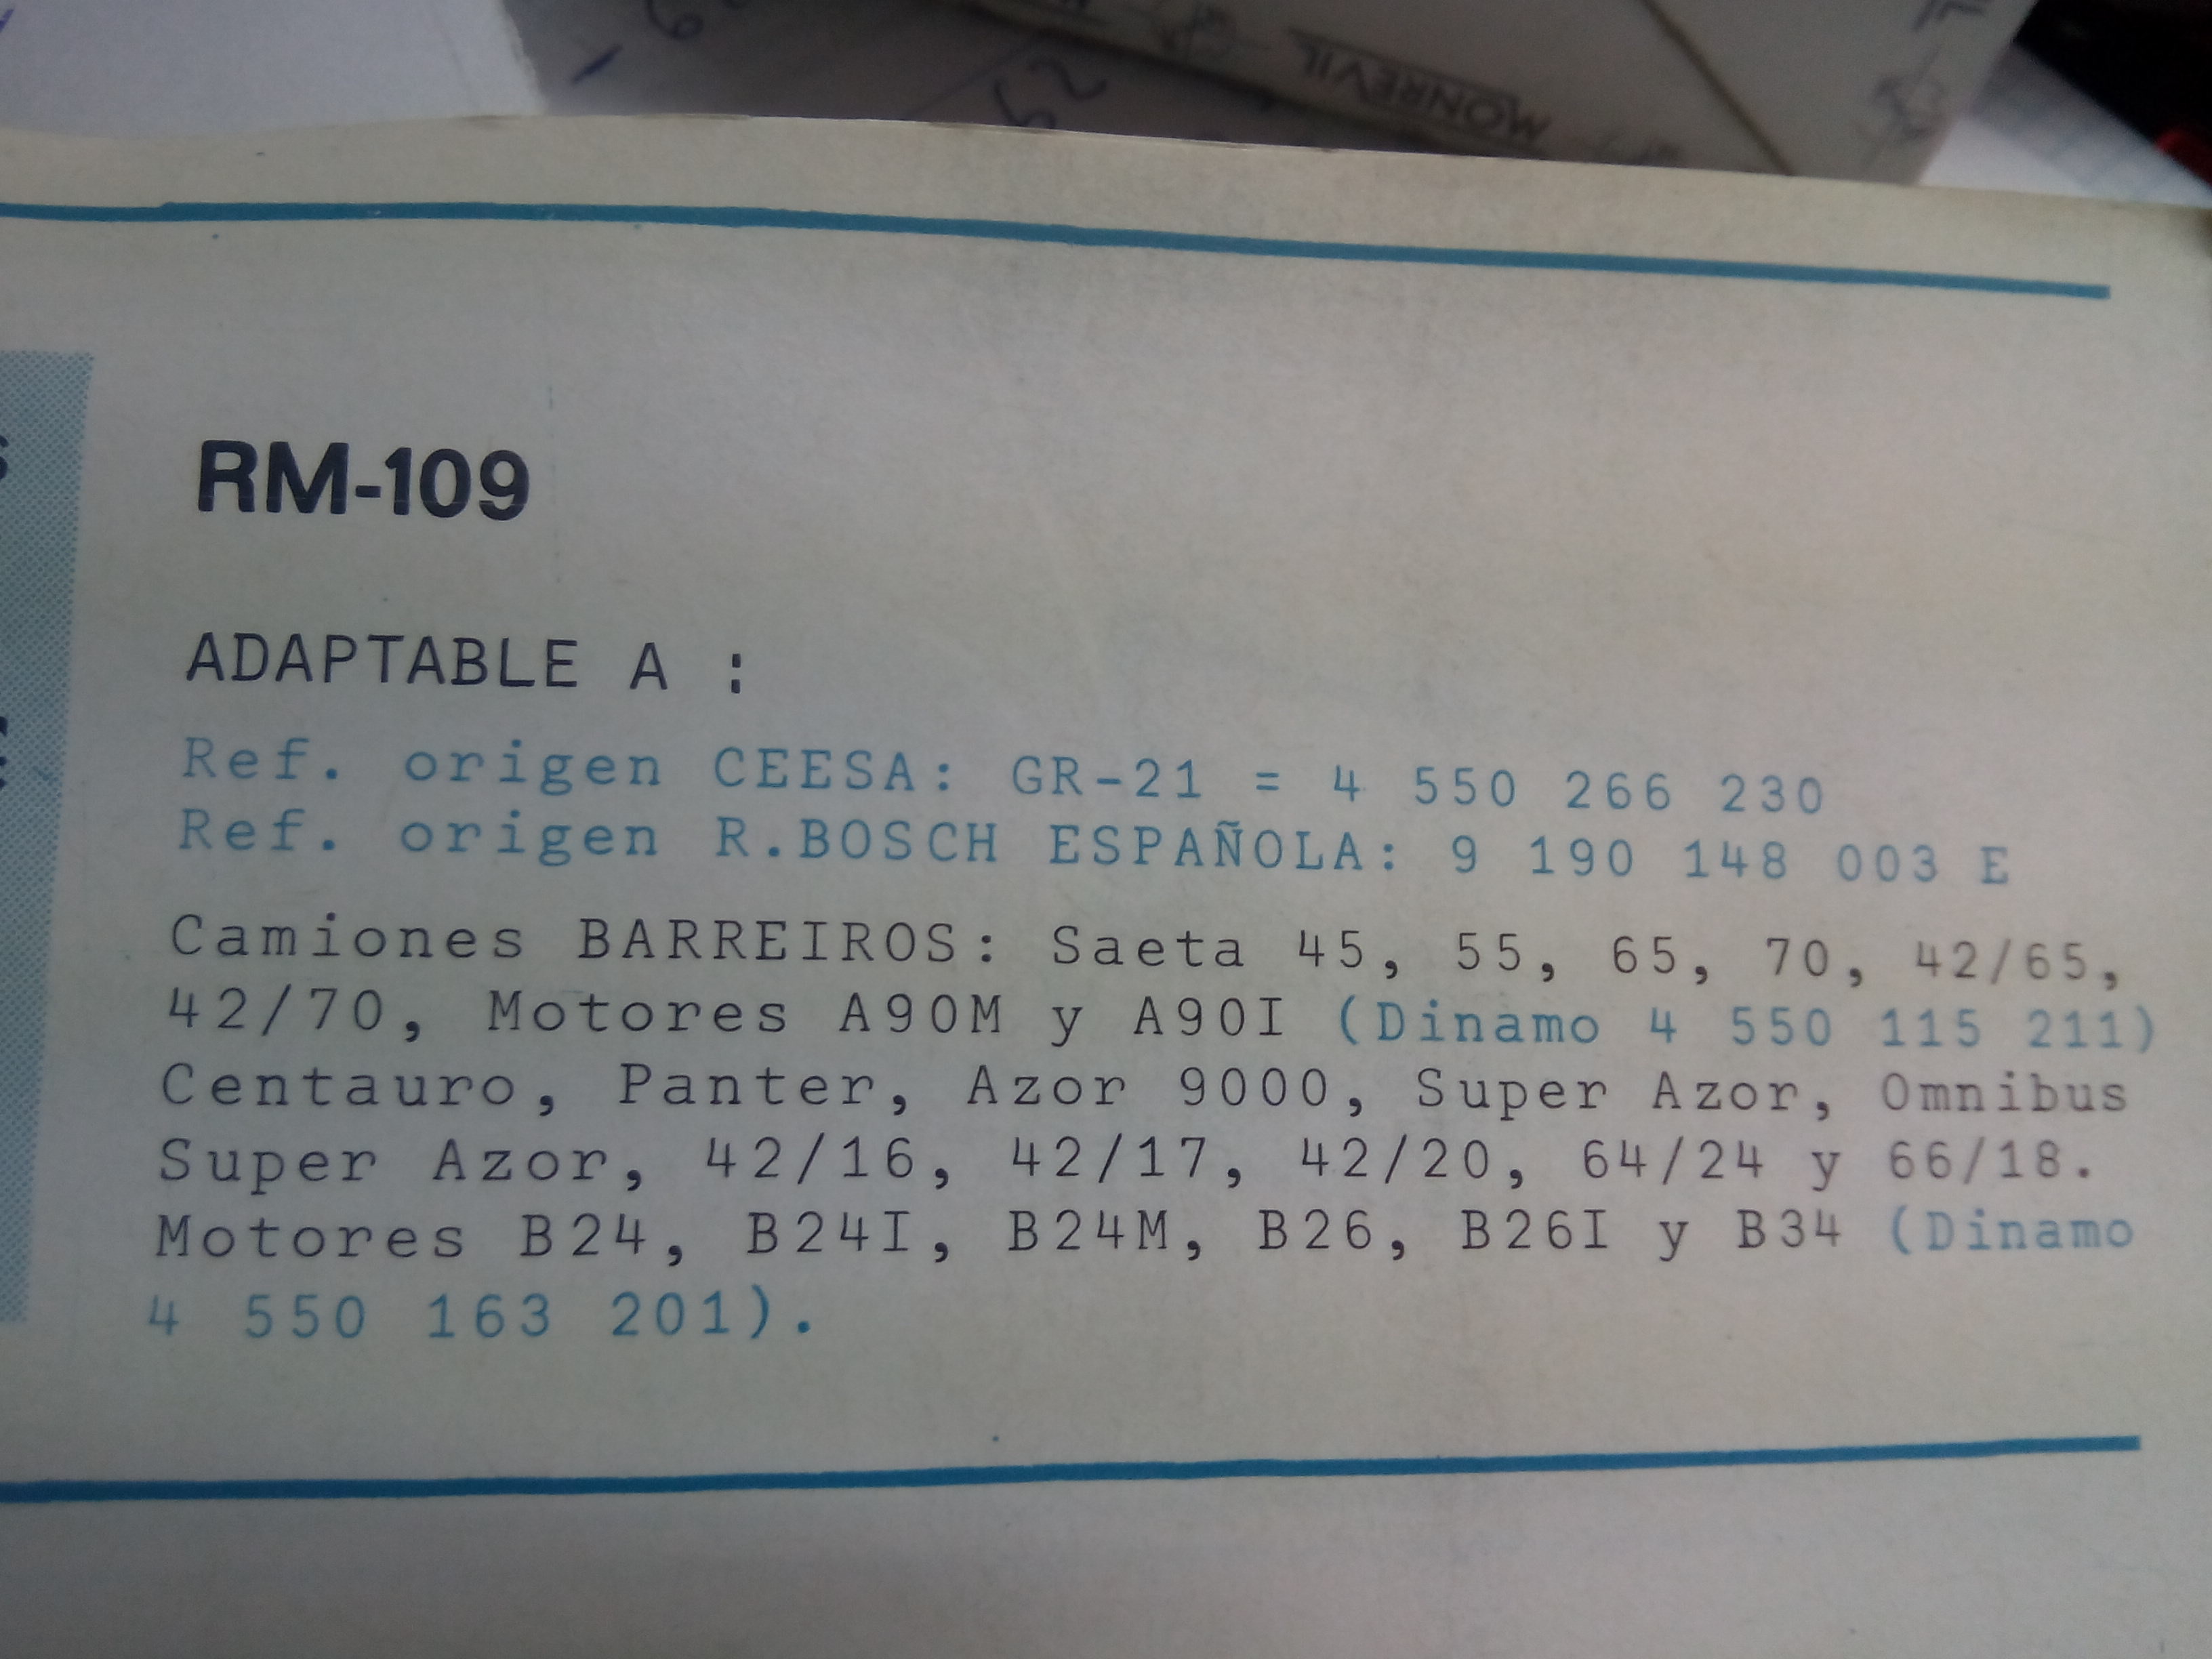 MONREVIL
62
RM-109
ADAPTABLE A :
Ref. origen CEESA: GR-21 = 4 550 266 230
Ref. origen R.BOSCH ESPAÑOLA: 9 190 148 003 E
Camiones BARREIROS: Saeta 45, 55, 65, 70, 42/65,
42/70, Motores A90M y A90I (Dinamo 4 550 115 211)
Centauro, Panter, Azor 9000, Super Azor, Omnibus
Super Azor, 42/16, 42/17, 42/20, 64/24 y 66/18.
Motores B24, B24I, B24M, B26, B26I y B34 (Dinamo
4 550 163 201).